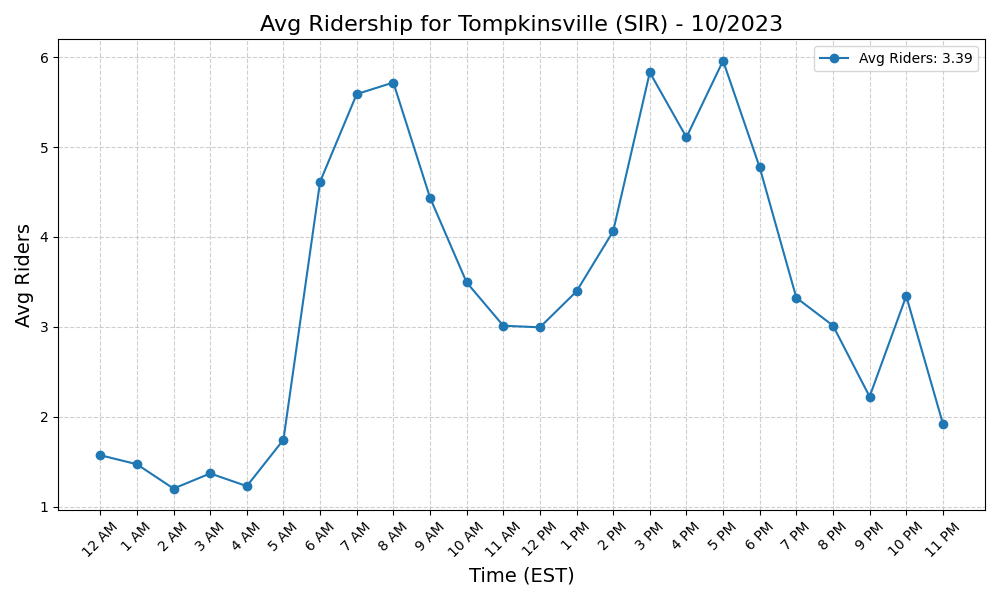 Avg Ridership for Tompkinsville (SIR) - 10/2023
Avg Riders: 3.39
Avg Riders
6
5
4
3
2
1
12 AM
1 AM
2 AM
3 AM
4 AM
5 AM
6 AM
7 AM
8 AM
9 AM
10 AM
11 AM
12 PM
1 PM
2 PM
3 PM
4 PM
5 PM
6 PM
7 PM
8 PM
9 PM
10 PM
11 PM
Time (EST)